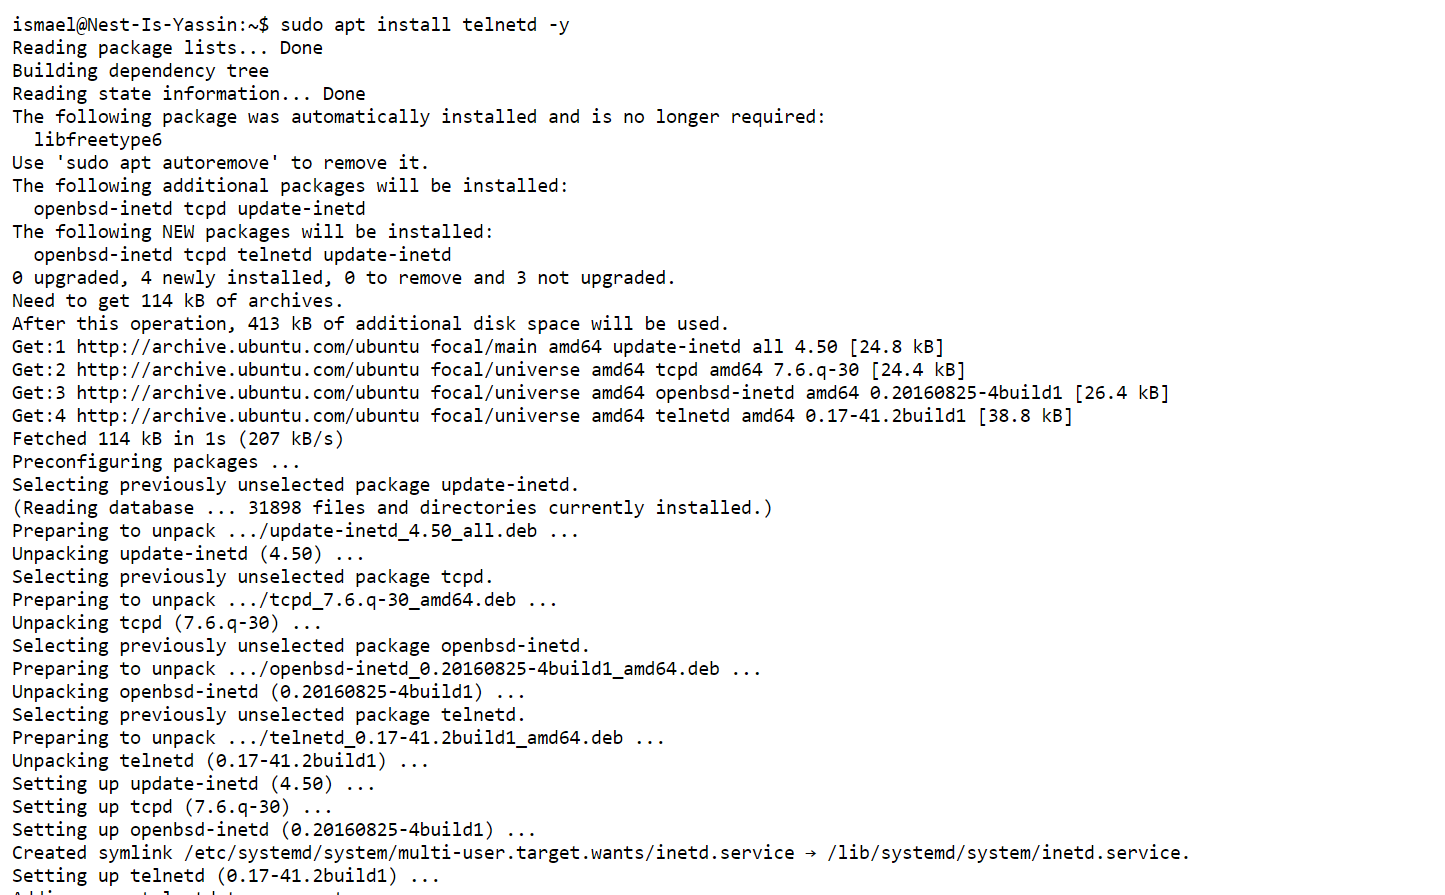 ismael@Nest-Is-Yassin:~$ sudo apt install telnetd -y
Reading package lists... Done
Building dependency tree
Reading state information... Done
The following package was automatically installed and is no longer required:
  libfreetype6
Use 'sudo apt autoremove' to remove it.
The following additional packages will be installed:
  openbsd-inetd tcpd update-inetd
The following NEW packages will be installed:
  openbsd-inetd tcpd telnetd update-inetd
0 upgraded, 4 newly installed, 0 to remove and 3 not upgraded.
Need to get 114 kB of archives.
After this operation, 413 kB of additional disk space will be used.
Get:1 http://archive.ubuntu.com/ubuntu focal/main amd64 update-inetd all 4.50 [24.8 kB]
Get:2 http://archive.ubuntu.com/ubuntu focal/universe amd64 tcpd amd64 7.6.q-30 [24.4 kB]
Get:3 http://archive.ubuntu.com/ubuntu focal/universe amd64 openbsd-inetd amd64 0.20160825-4build1 [26.4 kB]
Get:4 http://archive.ubuntu.com/ubuntu focal/universe amd64 telnetd amd64 0.17-41.2build1 [38.8 kB]
Fetched 114 kB in 1s (207 kB/s)
Preconfiguring packages ...
Selecting previously unselected package update-inetd.
(Reading database ... 31898 files and directories currently installed.)
Preparing to unpack .../update-inetd_4.50_all.deb ...
Unpacking update-inetd (4.50) ...
Selecting previously unselected package tcpd.
Preparing to unpack .../tcpd_7.6.q-30_amd64.deb ...
Unpacking tcpd (7.6.q-30) ...
Selecting previously unselected package openbsd-inetd.
Preparing to unpack .../openbsd-inetd_0.20160825-4build1_amd64.deb ...
Unpacking openbsd-inetd (0.20160825-4build1) ...
Selecting previously unselected package telnetd.
Preparing to unpack .../telnetd_0.17-41.2build1_amd64.deb ...
Unpacking telnetd (0.17-41.2build1) ...
Setting up update-inetd (4.50) ...
Setting up tcpd (7.6.q-30) ...
Setting up openbsd-inetd (0.20160825-4build1) ...
Created symlink /etc/systemd/system/multi-user.target.wants/inetd.service → /lib/systemd/system/inetd.service.
Setting up telnetd (0.17-41.2build1) ...